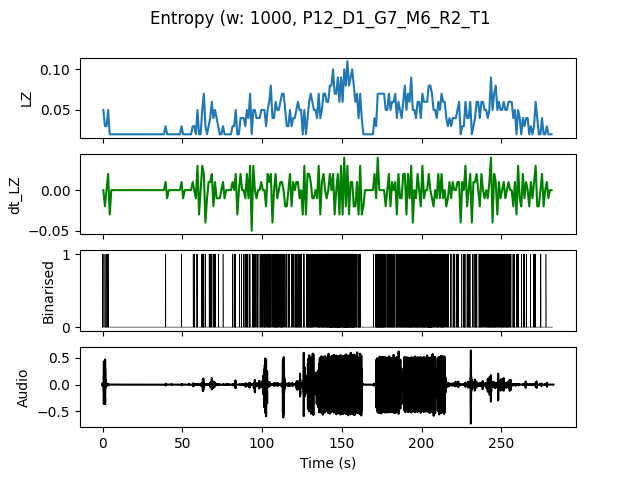 Entropy (w: 1000, P12_D1_G7_M6_R2_T1
0.10
0.05
LZ
0.00
−0.05
dt_LZ
1
0
Binarised
0.5
0.0
−0.5
Audio
0 50 100 150 200 250
Time (s)